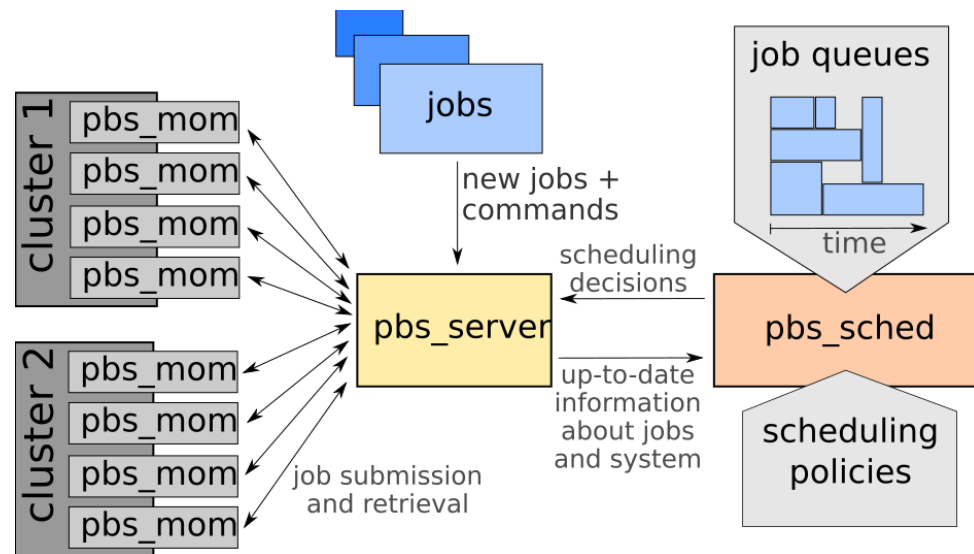 cluster 1
pbs_mom
pbs_mom
pbs_mom
pbs_mom
cluster 2
pbs_mom
pbs_mom
pbs_mom
pbs_mom
jobs
new jobs +
commands
pbs_server
job submission
and retrieval
scheduling
decisions
up-to-date
information
about jobs
and system
job queues
time
pbs_sched
scheduling
policies